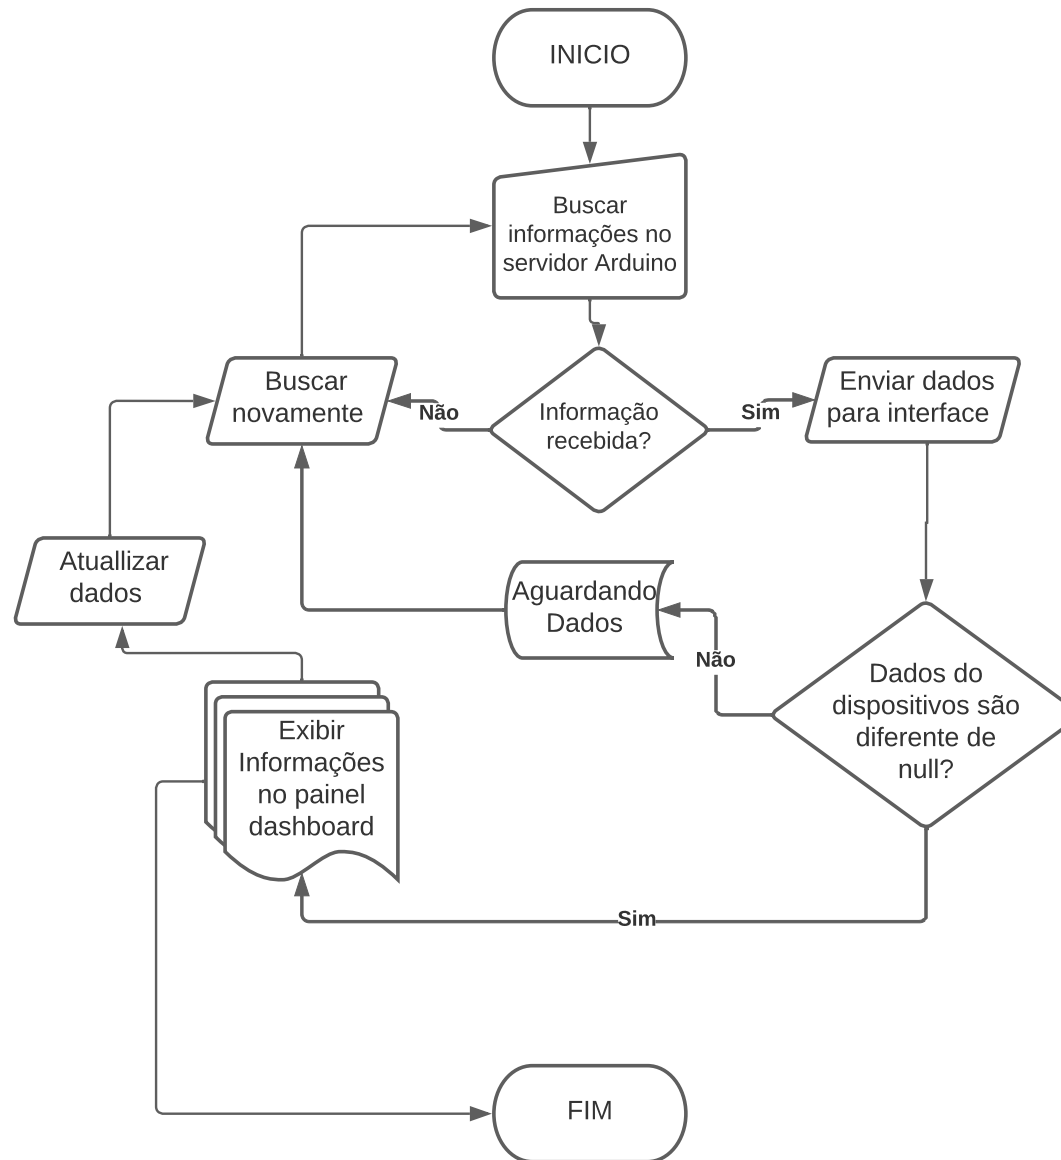 INICIO
Buscar
informações no
servidor Arduino
Buscar
novamente
Não
Informação
recebida?
Sim
Enviar dados
para interface
Atuallizar
dados
Aguardando
Dados
Não
Dados do
dispositivos são
diferente de
null?
Exibir
Informações
no painel
dashboard
Sim
FIM